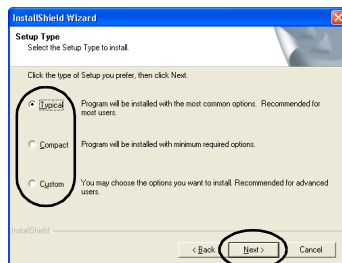 InstallShield Wizard
Setup Type
Select the Setup Type to install.
Click the type of Setup you prefer, then click Next.
Typical Program will be installed with the most common options. Recommended for
most users.
Compact Program will be installed with minimum required options.
Custom You may choose the options you want to install. Recommended for advanced
users.
InstallShield
< Back Next > Cancel